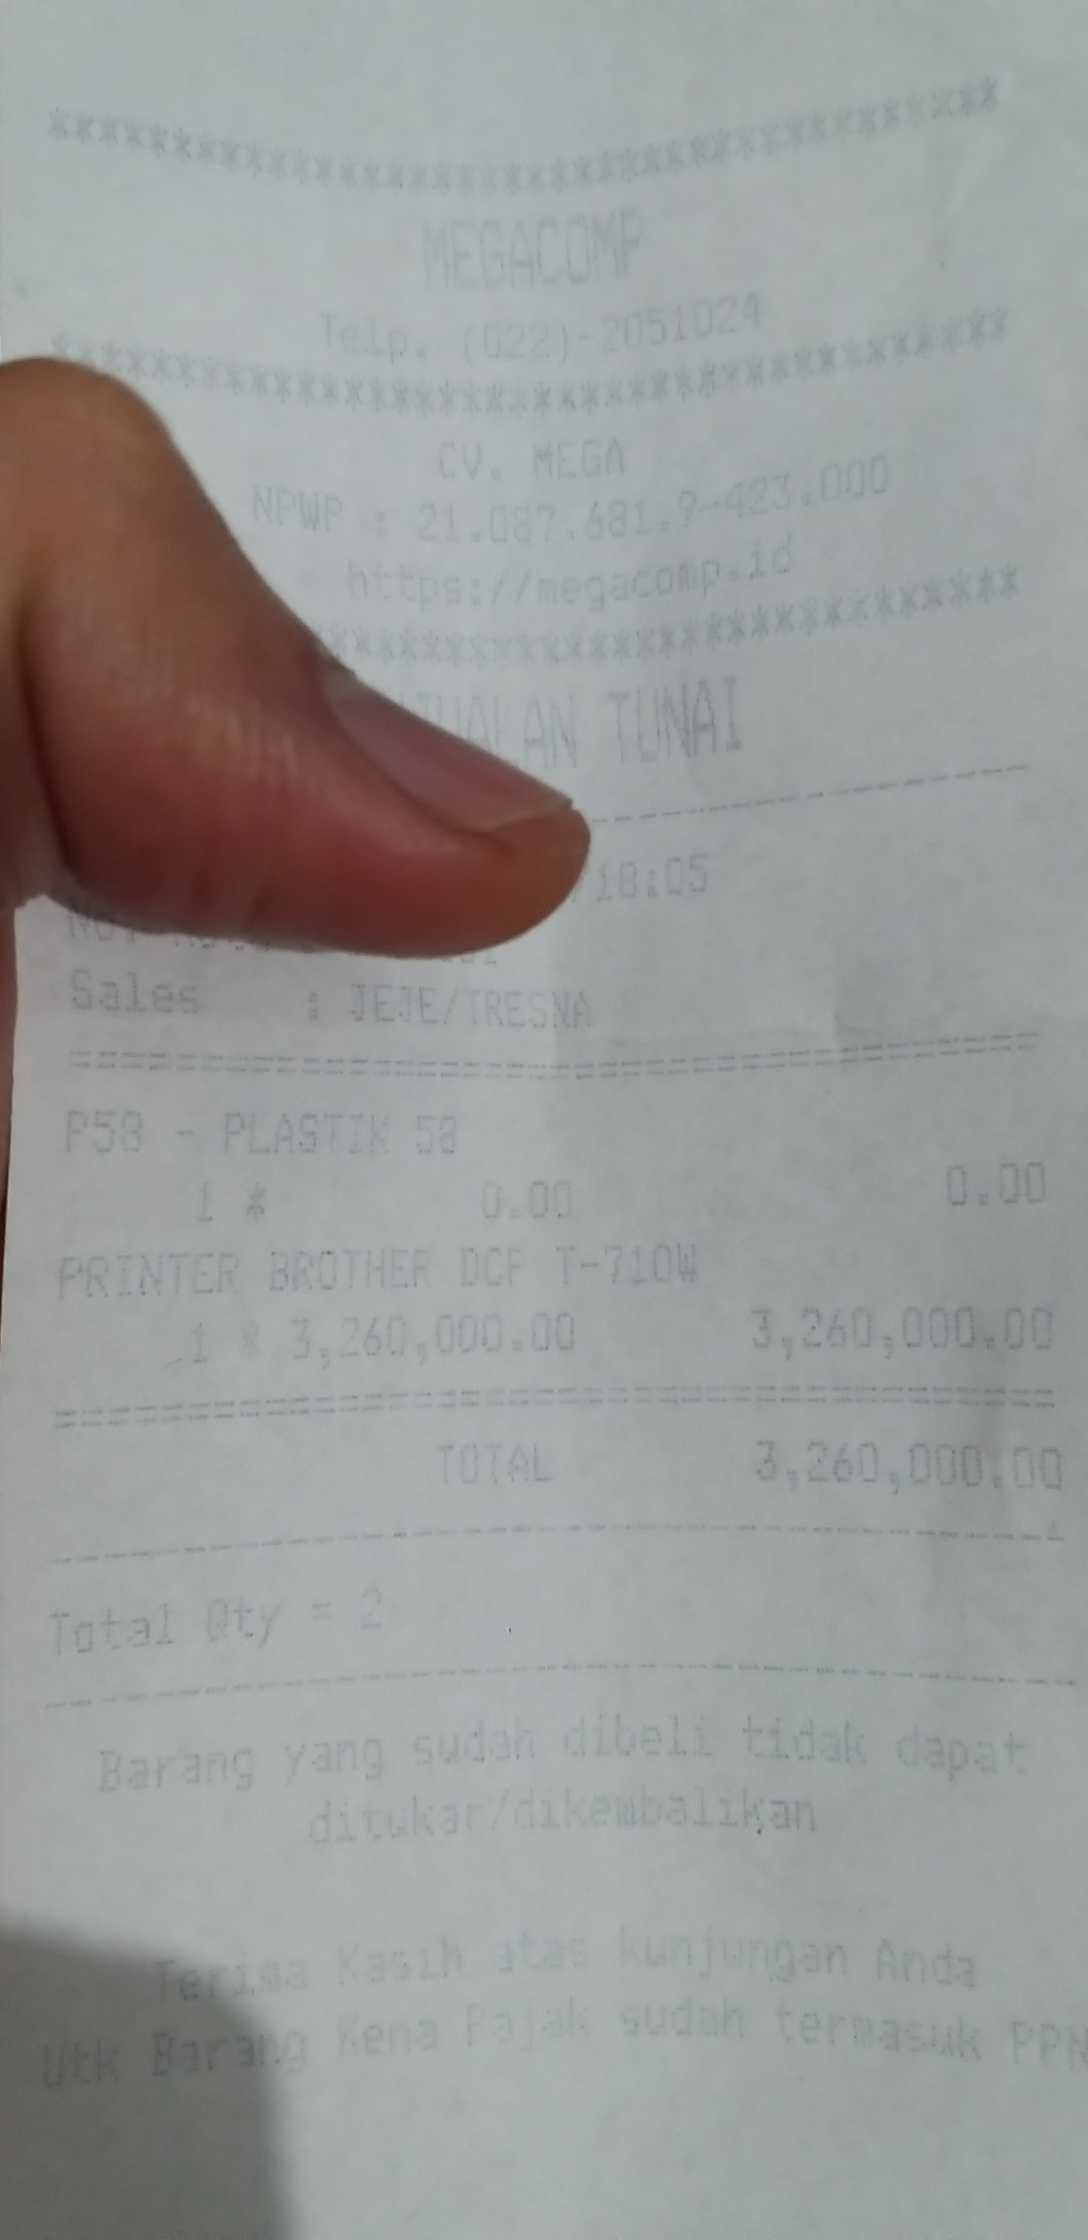 ****************************************
MEGACOMP
Telp. (022)-2051024
****************************************
CV. MEGA
NPWP : 21.087.681.9-423.000
https://megacomp.id
******************************
JUALAN TUNAI
18:05
Sales : JEJE/TRESNA
========================================
P58 - PLASTIK 58
1 * 0.00 0.00
PRINTER BROTHER DCP T-710W
1 * 3,260,000.00 3,260,000.00
========================================
TOTAL 3,260,000.00
----------------------------------------
Total Qty = 2
----------------------------------------
Barang yang sudah dibeli tidak dapat
ditukar/dikembalikan
Terima Kasih atas kunjungan Anda
Utk Barang Kena Pajak sudah termasuk PPN